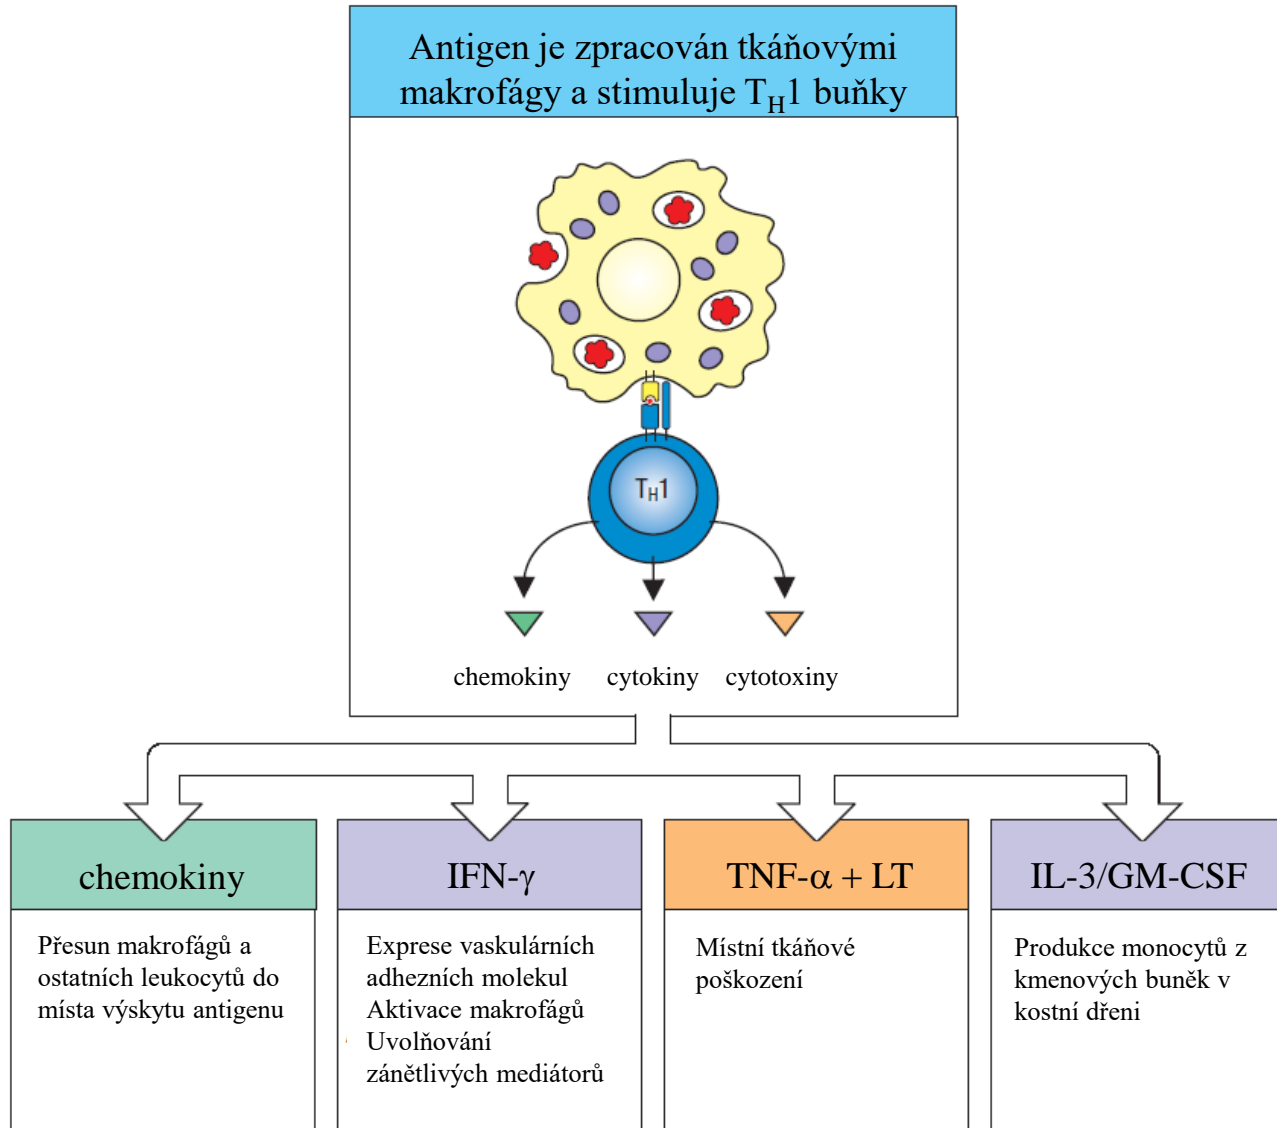 Antigen je zpracován tkáňovými
makrofágy a stimuluje TH1 buňky
TH1
chemokiny cytokiny cytotoxiny
chemokiny
Přesun makrofágů a
ostatních leukocytů do
místa výskytu antigenu
IFN-γ
Exprese vaskulárních
adhezních molekul
Aktivace makrofágů
Uvolňování
zánětlivých mediátorů
TNF-α + LT
Místní tkáňové
poškození
IL-3/GM-CSF
Produkce monocytů z
kmenových buněk v
kostní dřeni